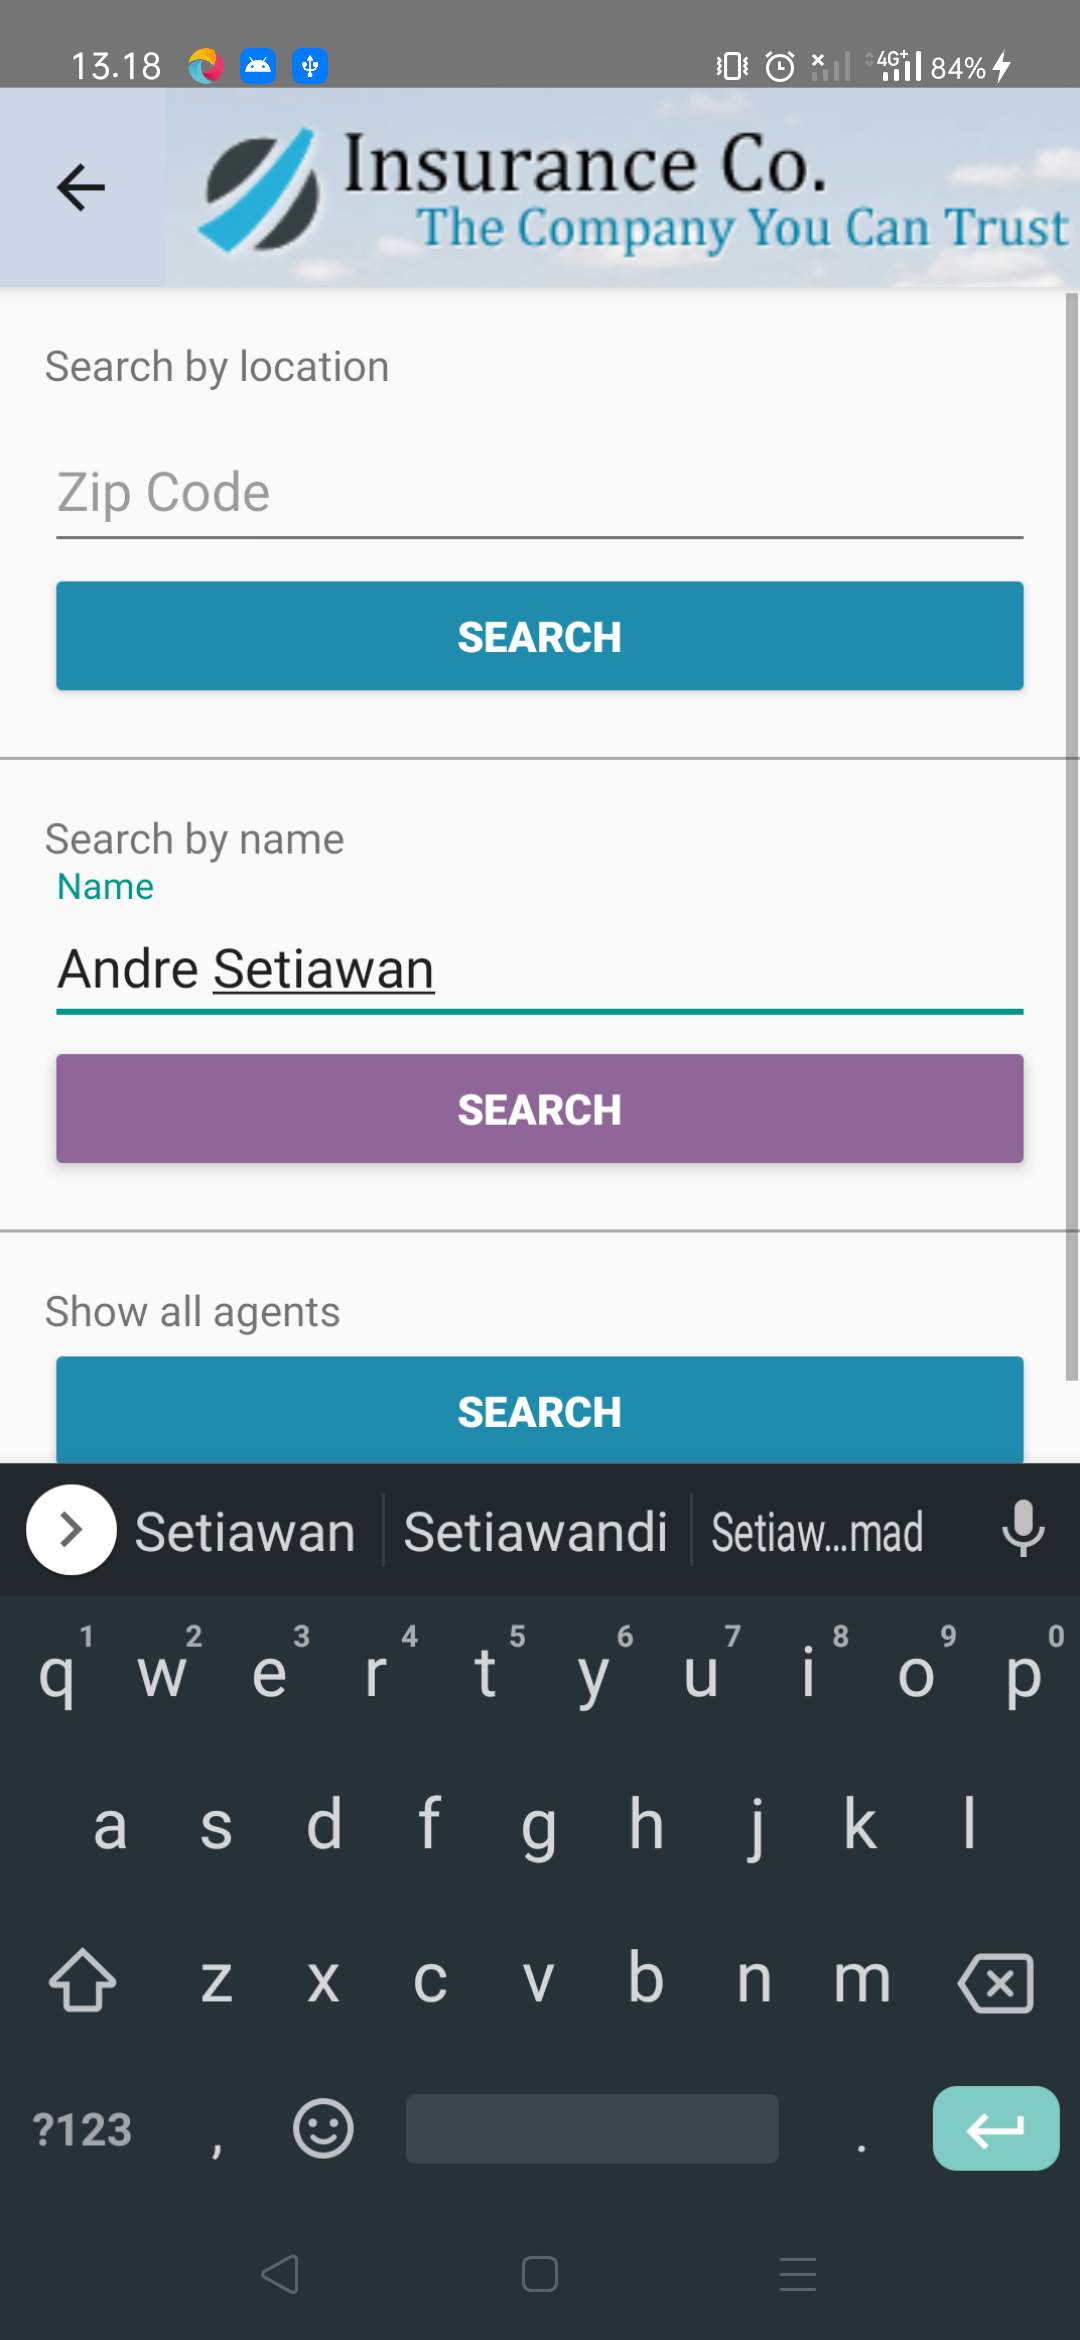 13.18 4G+ 84%
Insurance Co.
The Company You Can Trust
Search by location
Zip Code
SEARCH
Search by name
Name
Andre Setiawan
SEARCH
Show all agents
SEARCH
Setiawan Setiawandi Setiaw...mad
1 2 3 4 5 6 7 8 9 0
q w e r t y u i o p
a s d f g h j k l
z x c v b n m
?123 , .